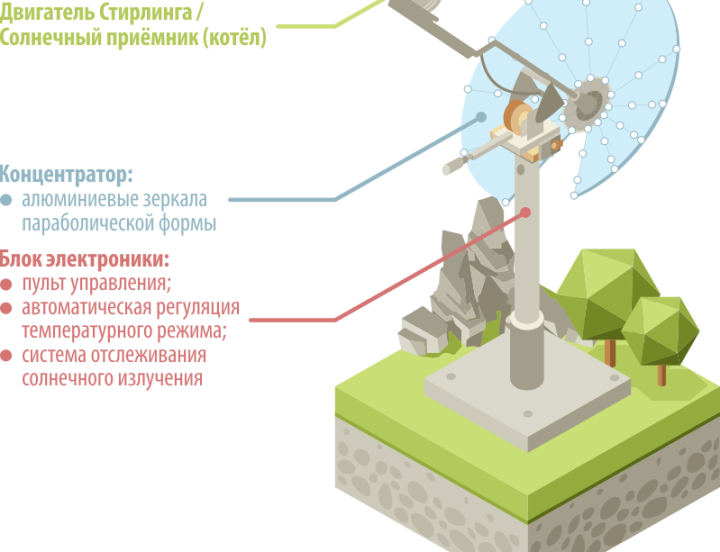 Двигатель Стирлинга /
Солнечный приёмник (котёл)
Концентратор:
алюминиевые зеркала
параболической формы
Блок электроники:
пульт управления;
автоматическая регуляция
температурного режима;
система отслеживания
солнечного излучения